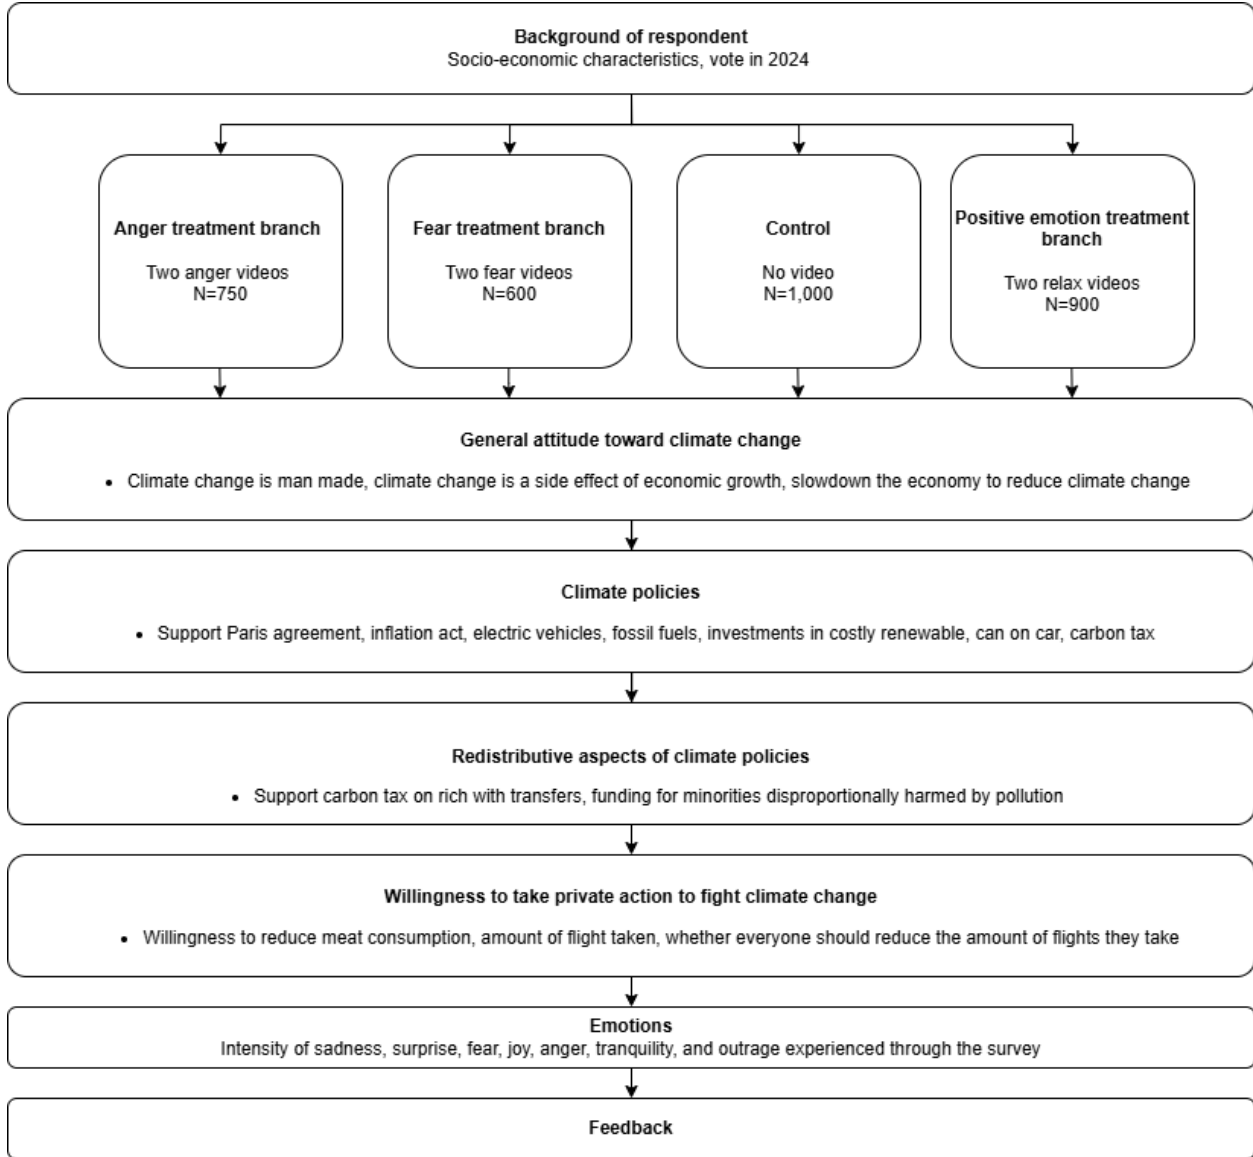 Background of respondent
Socio-economic characteristics, vote in 2024
Anger treatment branch
Two anger videos
N=750
Fear treatment branch
Two fear videos
N=600
Control
No video
N=1,000
Positive emotion treatment
branch
Two relax videos
N=900
General attitude toward climate change
• Climate change is man made, climate change is a side effect of economic growth, slowdown the economy to reduce climate change
Climate policies
• Support Paris agreement, inflation act, electric vehicles, fossil fuels, investments in costly renewable, can on car, carbon tax
Redistributive aspects of climate policies
• Support carbon tax on rich with transfers, funding for minorities disproportionally harmed by pollution
Willingness to take private action to fight climate change
• Willingness to reduce meat consumption, amount of flight taken, whether everyone should reduce the amount of flights they take
Emotions
Intensity of sadness, surprise, fear, joy, anger, tranquility, and outrage experienced through the survey
Feedback